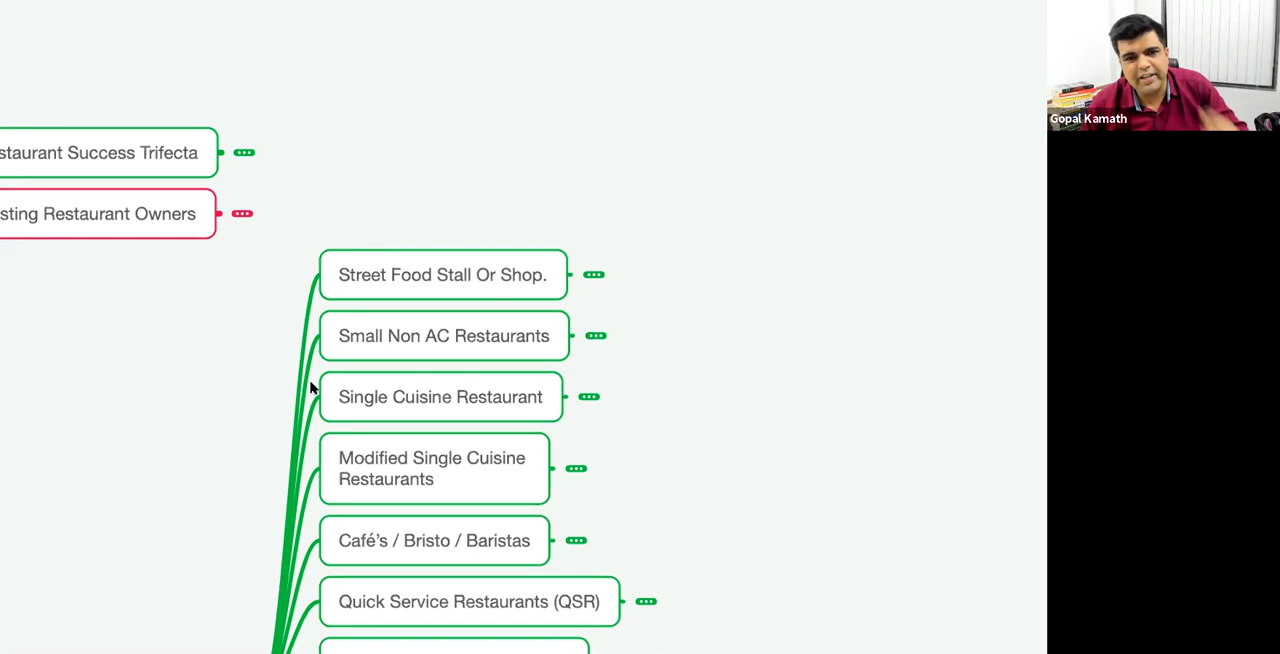 staurant Success Trifecta
sting Restaurant Owners
Street Food Stall Or Shop.
Small Non AC Restaurants
Single Cuisine Restaurant
Modified Single Cuisine
Restaurants
Café's / Bristo / Baristas
Quick Service Restaurants (QSR)
Gopal Kamath